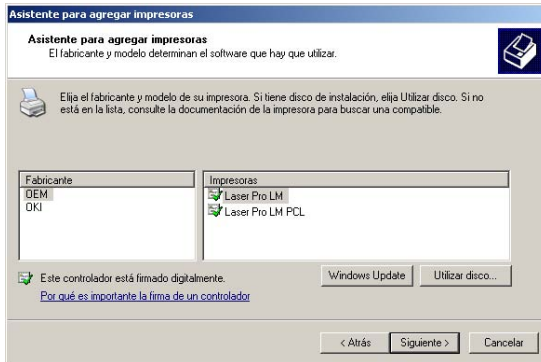 Asistente para agregar impresoras
Asistente para agregar impresoras
El fabricante y modelo determinan el software que hay que utilizar.
Elija el fabricante y modelo de su impresora. Si tiene disco de instalación, elija Utilizar disco. Si no
está en la lista, consulte la documentación de la impresora para buscar una compatible.
Fabricante
OEM
OKI
Impresoras
Laser Pro LM
Laser Pro LM PCL
Este controlador está firmado digitalmente.
Por qué es importante la firma de un controlador
Windows Update
Utilizar disco...
< Atrás
Siguiente >
Cancelar